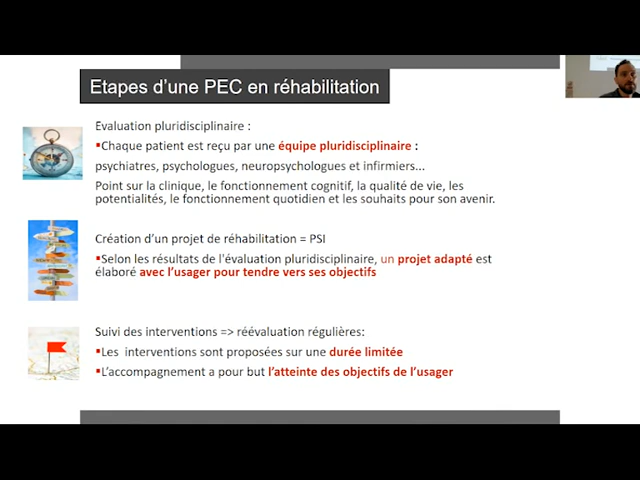 Etapes d'une PEC en réhabilitation
Evaluation pluridisciplinaire :
▪Chaque patient est reçu par une équipe pluridisciplinaire :
psychiatres, psychologues, neuropsychologues et infirmiers...
Point sur la clinique, le fonctionnement cognitif, la qualité de vie, les
potentialités, le fonctionnement quotidien et les souhaits pour son avenir.
Création d'un projet de réhabilitation = PSI
▪Selon les résultats de l'évaluation pluridisciplinaire, un projet adapté est
élaboré avec l'usager pour tendre vers ses objectifs
Suivi des interventions => réévaluation régulières:
▪Les interventions sont proposées sur une durée limitée
▪L'accompagnement a pour but l'atteinte des objectifs de l'usager